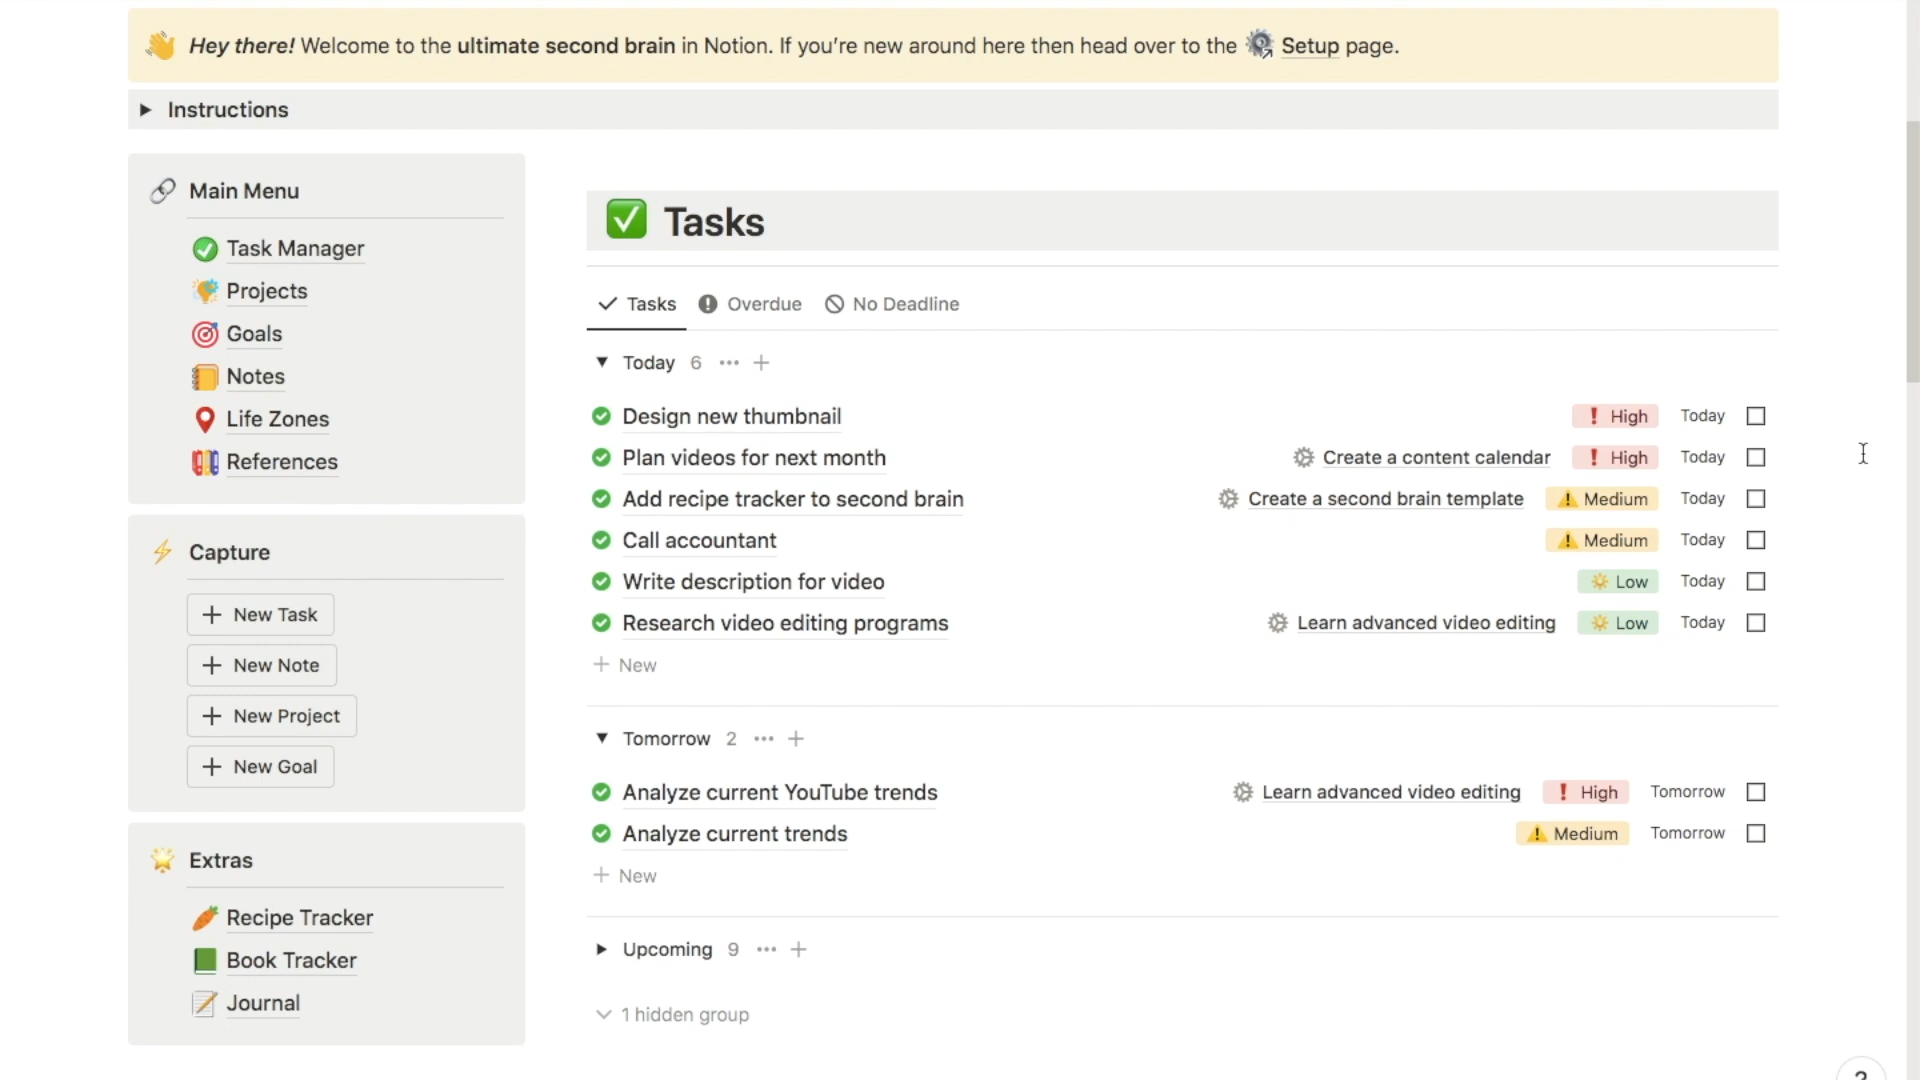 Hey there! Welcome to the ultimate second brain in Notion. If you’re new around here then head over to the Setup page.
Instructions
Main Menu
Task Manager
Projects
Goals
Notes
Life Zones
References
Capture
New Task
New Note
New Project
New Goal
Extras
Recipe Tracker
Book Tracker
Journal
Tasks
Tasks Overdue No Deadline
Today 6
Design new thumbnail High Today
Plan videos for next month Create a content calendar High Today
Add recipe tracker to second brain Create a second brain template Medium Today
Call accountant Medium Today
Write description for video Low Today
Research video editing programs Learn advanced video editing Low Today
New
Tomorrow 2
Analyze current YouTube trends Learn advanced video editing High Tomorrow
Analyze current trends Medium Tomorrow
New
Upcoming 9
1 hidden group